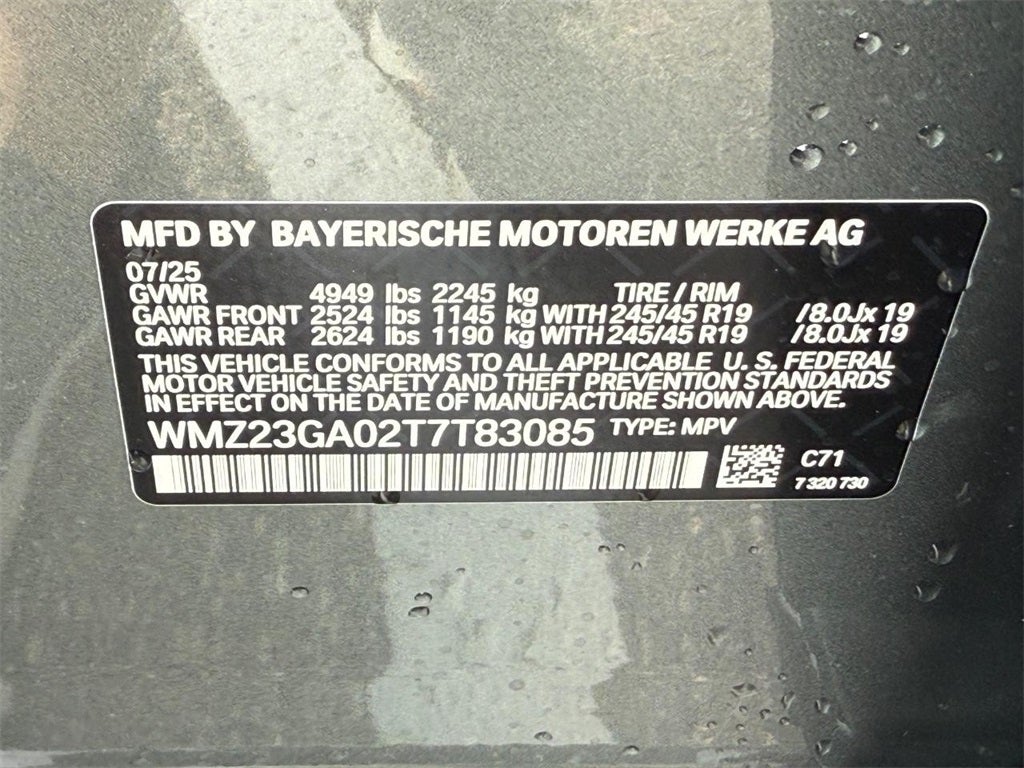 MFD BY BAYERISCHE MOTOREN WERKE AG
07/25
GVWR 4949 lbs 2245 kg TIRE / RIM
GAWR FRONT 2524 lbs 1145 kg WITH 245/45 R19 /8.0Jx 19
GAWR REAR 2624 lbs 1190 kg WITH 245/45 R19 /8.0Jx 19
THIS VEHICLE CONFORMS TO ALL APPLICABLE U. S. FEDERAL
MOTOR VEHICLE SAFETY AND THEFT PREVENTION STANDARDS
IN EFFECT ON THE DATE OF MANUFACTURE SHOWN ABOVE.
WMZ23GA02T7T83085 TYPE: MPV
C71
7 320 730